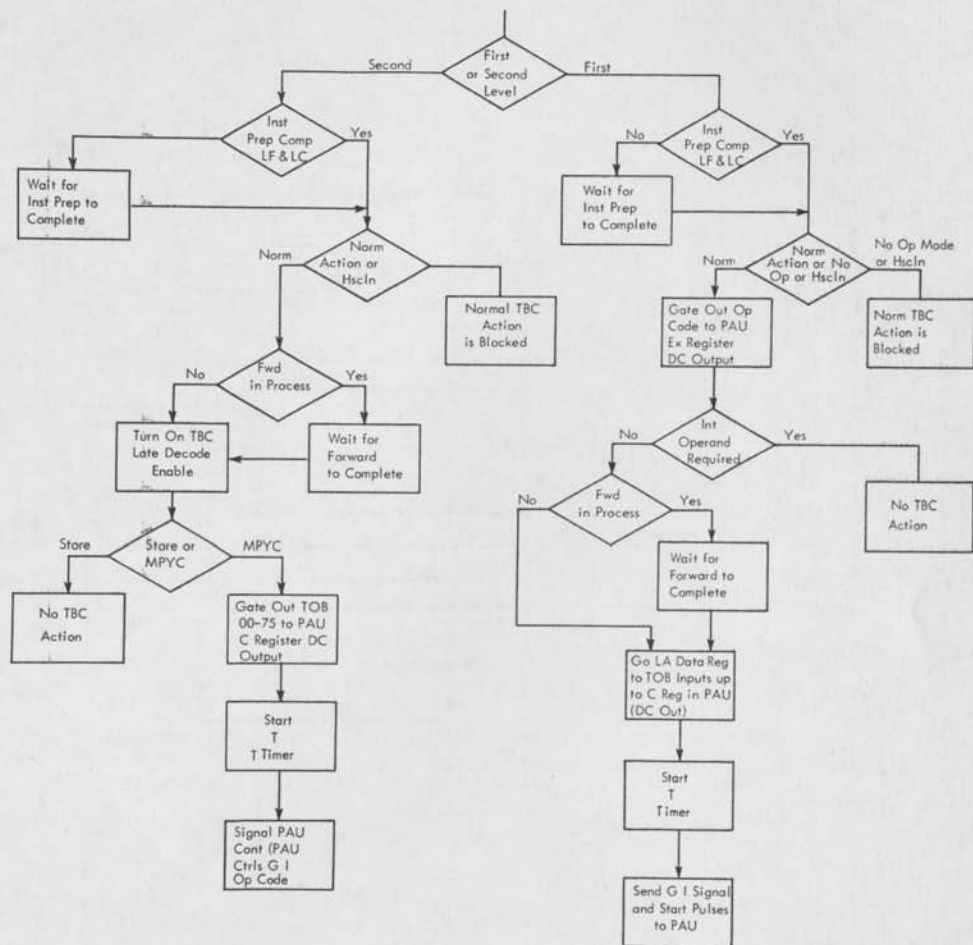 First
or Second
Level
Second
First
Inst
Prep Comp
LF & LC
Yes
Wait for
Inst Prep to
Complete
Norm
Action or
HscIn
Norm
Normal TBC
Action
is Blocked
Fwd
in Process
No
Yes
Turn On TBC
Late Decode
Enable
Wait for
Forward
to Complete
Store or
MPYC
Store
MPYC
No TBC
Action
Gate Out TOB
00-75 to PAU
C Register DC
Output
Start
T
T Timer
Signal PAU
Cont (PAU
Ctrls G I
Op Code
Inst
Prep Comp
LF & LC
No
Yes
Wait for
Inst Prep
to Complete
Norm
Action or No
Op or HscIn
Norm
No Op Mode
or HscIn
Gate Out Op
Code to PAU
Ex Register
DC Output
Norm TBC
Action is
Blocked
Int
Operand
Required
No
Yes
No TBC
Action
Fwd
in Process
No
Yes
Wait for
Forward to
Complete
Go LA Data Reg
to TOB Inputs up
to C Reg in PAU
(DC Out)
Start
T
Timer
Send G I Signal
and Start Pulses
to PAU